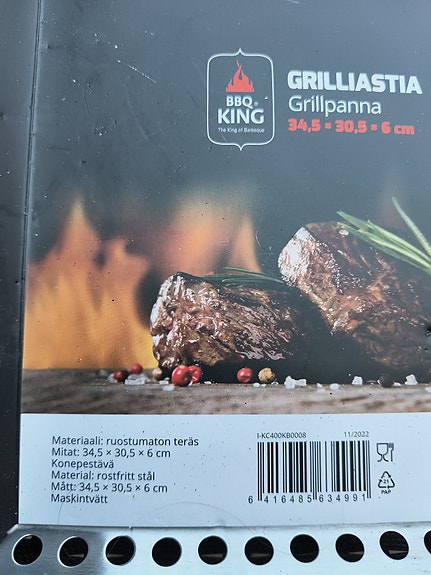 BBQ®
KING
The King of Barbeque
GRILLIASTIA
Grillpanna
34,5 × 30,5 × 6 cm
Materiaali: ruostumaton teräs
Mitat: 34,5 × 30,5 × 6 cm
Konepestävä
Material: rostfritt stål
Mått: 34,5 × 30,5 × 6 cm
Maskintvätt
I-KC400KB0008 11/2022
6 416485 634991
21
PAP